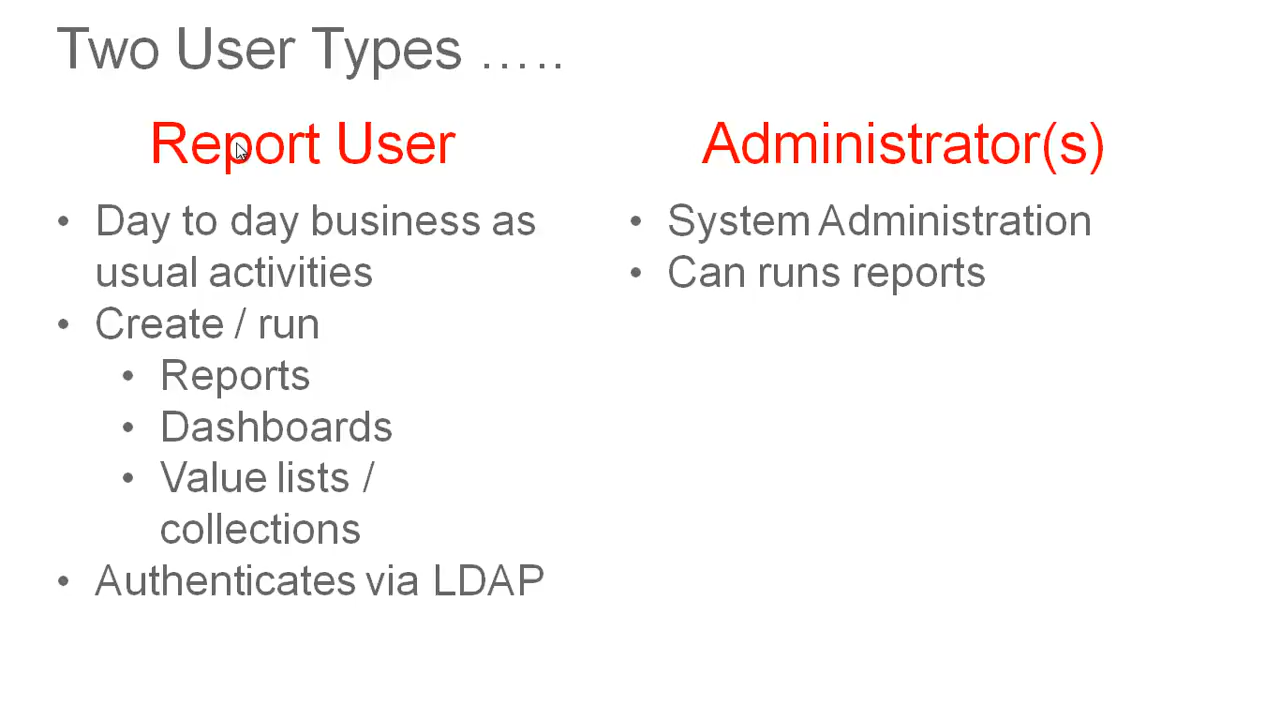 Two User Types …..
Report User
• Day to day business as
usual activities
• Create / run
• Reports
• Dashboards
• Value lists /
collections
• Authenticates via LDAP
Administrator(s)
• System Administration
• Can runs reports